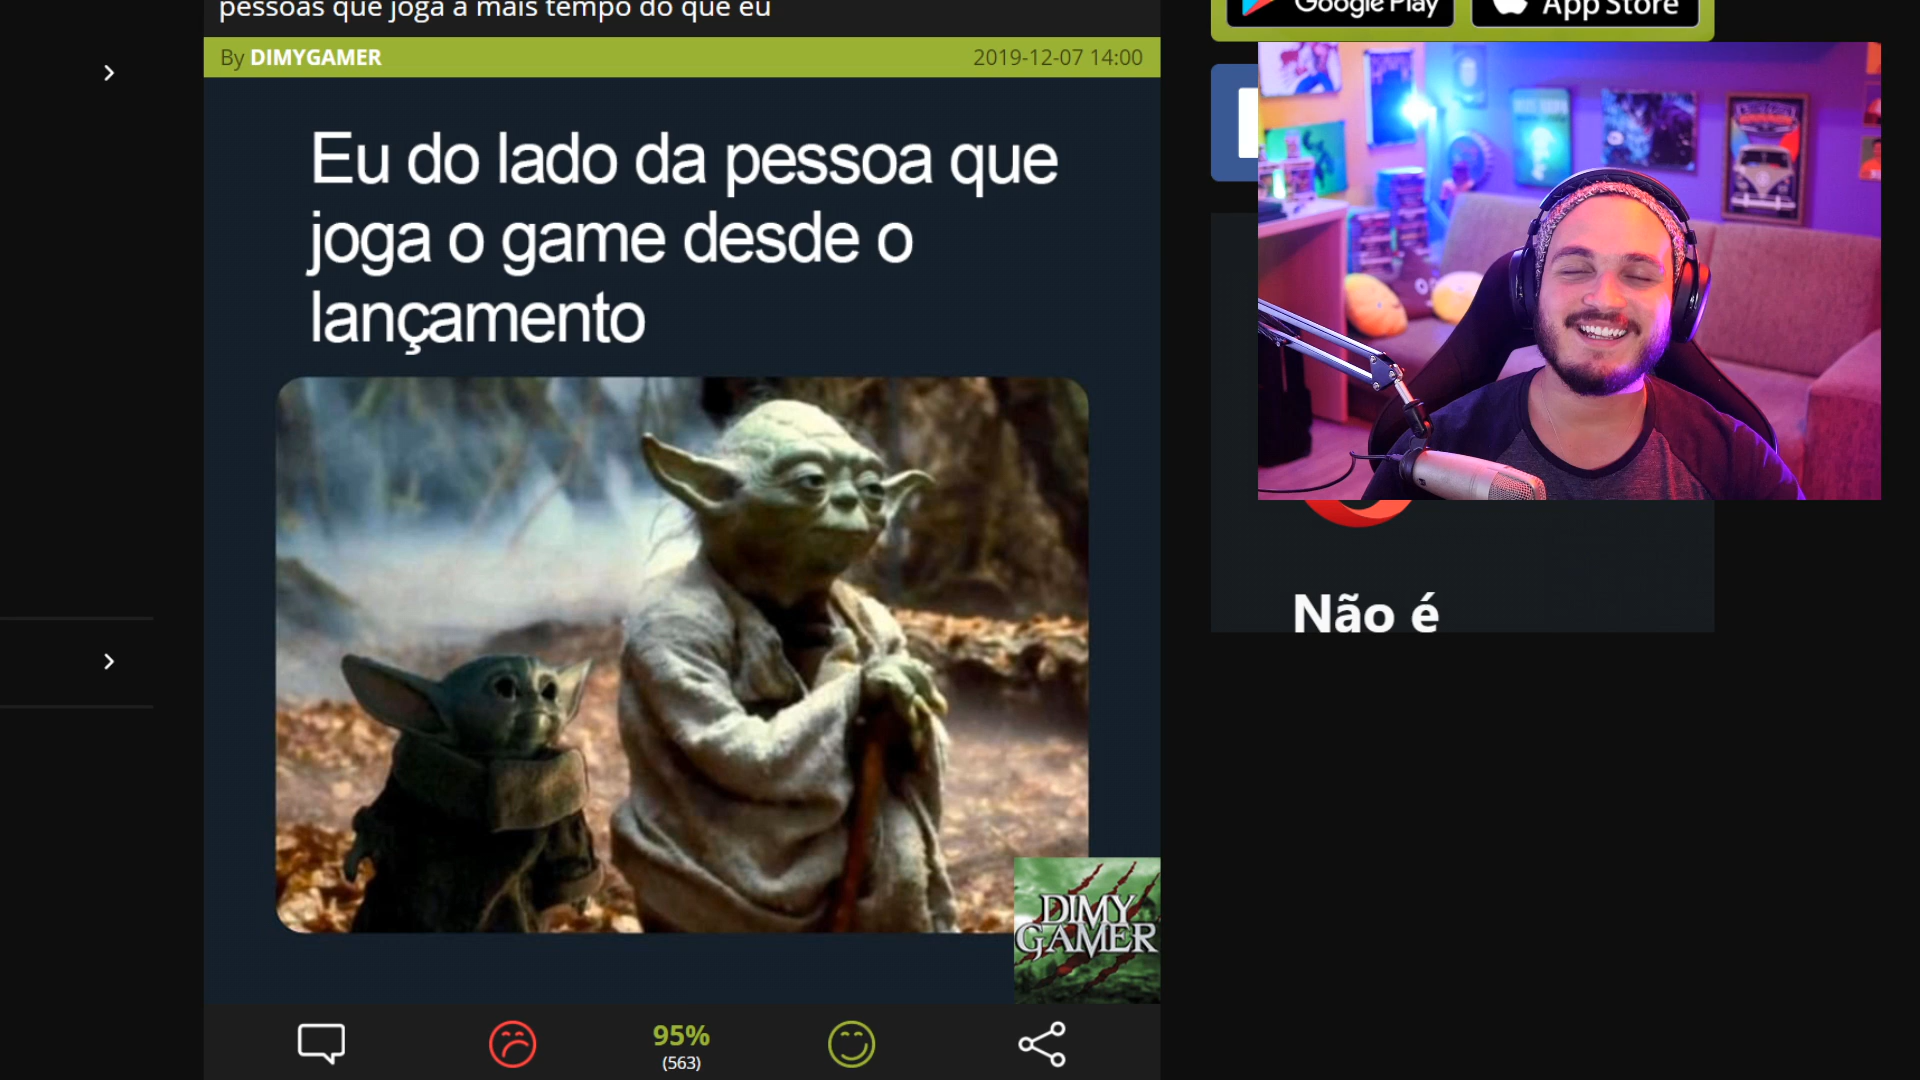 pessoas que joga a mais tempo do que eu
By DIMYGAMER
2019-12-07 14:00
Eu do lado da pessoa que
joga o game desde o
lançamento
DIMY
GAMER
95%
(563)
Google Play
App Store
Não é